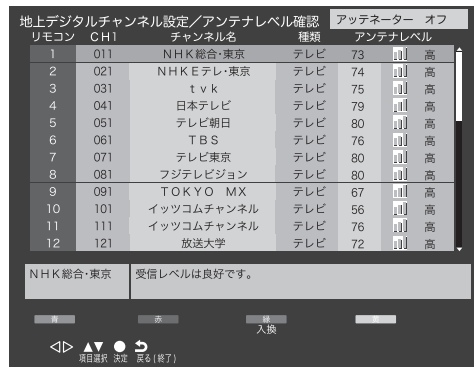 地上デジタルチャンネル設定／アンテナレベル確認 アッテネーター オフ
リモコン CH1 チャンネル名 種類 アンテナレベル
1 011 NHK総合・東京 テレビ 73 高
2 021 NHKEテレ・東京 テレビ 74 高
3 031 tvk テレビ 75 高
4 041 日本テレビ テレビ 79 高
5 051 テレビ朝日 テレビ 80 高
6 061 TBS テレビ 76 高
7 071 テレビ東京 テレビ 80 高
8 081 フジテレビジョン テレビ 80 高
9 091 TOKYO MX テレビ 67 高
10 101 イッツコムチャンネル テレビ 56 高
11 111 イッツコムチャンネル テレビ 76 高
12 121 放送大学 テレビ 72 高
NHK総合・東京 受信レベルは良好です。
青 赤 緑 黄
入換
項目選択 決定 戻る(終了)